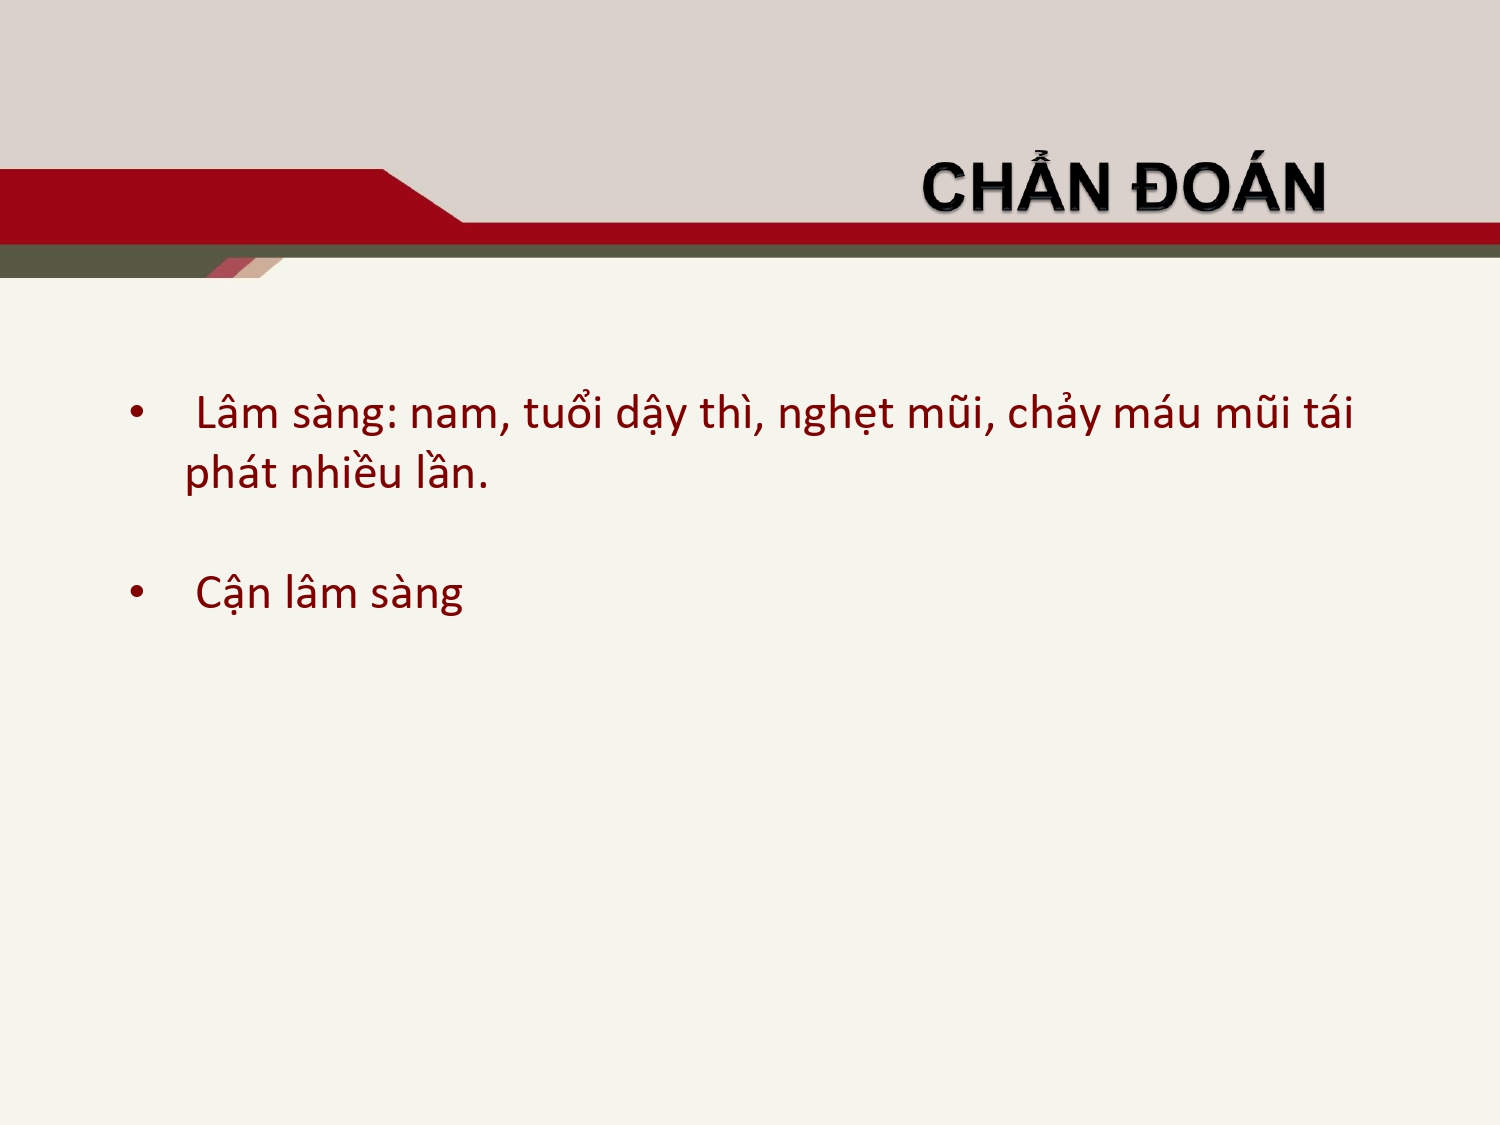 CHẨN ĐOÁN
• Lâm sàng: nam, tuổi dậy thì, nghẹt mũi, chảy máu mũi tái
phát nhiều lần.
• Cận lâm sàng